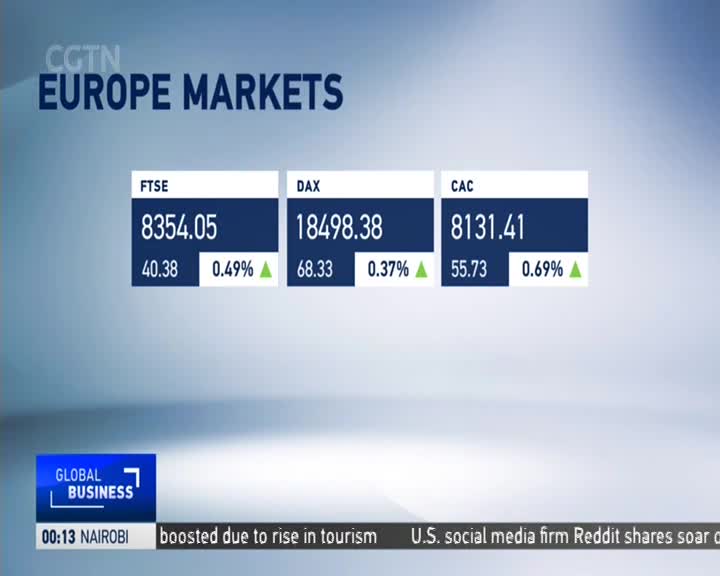 CGTN
EUROPE MARKETS
FTSE
8354.05
40.38 0.49%
DAX
18498.38
68.33 0.37%
CAC
8131.41
55.73 0.69%
GLOBAL
BUSINESS
00:13 NAIROBI boosted due to rise in tourism U.S. social media firm Reddit shares soar